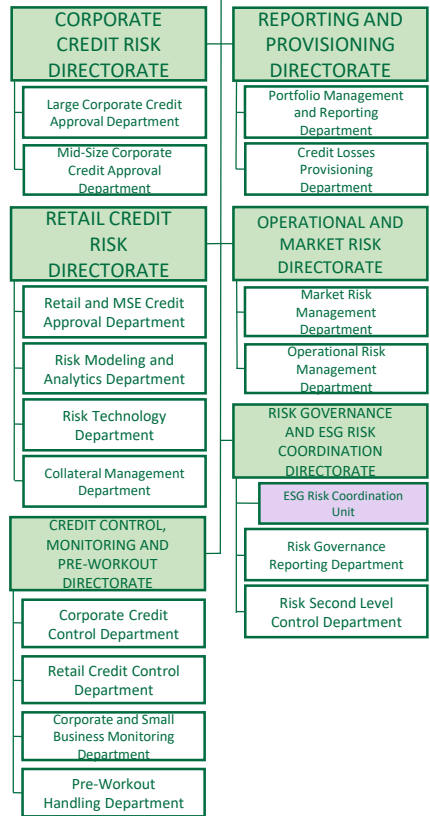 CORPORATE
CREDIT RISK
DIRECTORATE
Large Corporate Credit
Approval Department
Mid-Size Corporate
Credit Approval
Department
RETAIL CREDIT
RISK
DIRECTORATE
Retail and MSE Credit
Approval Department
Risk Modeling and
Analytics Department
Risk Technology
Department
Collateral Management
Department
CREDIT CONTROL,
MONITORING AND
PRE-WORKOUT
DIRECTORATE
Corporate Credit
Control Department
Retail Credit Control
Department
Corporate and Small
Business Monitoring
Department
Pre-Workout
Handling Department
REPORTING AND
PROVISIONING
DIRECTORATE
Portfolio Management
and Reporting
Department
Credit Losses
Provisioning
Department
OPERATIONAL AND
MARKET RISK
DIRECTORATE
Market Risk
Management
Department
Operational Risk
Management
Department
RISK GOVERNANCE
AND ESG RISK
COORDINATION
DIRECTORATE
ESG Risk Coordination
Unit
Risk Governance
Reporting Department
Risk Second Level
Control Department